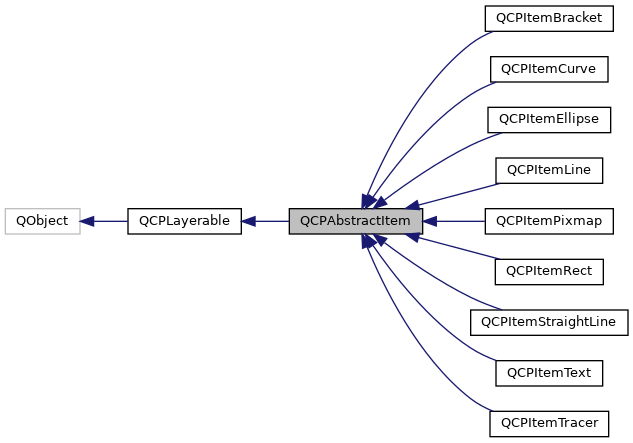 QCPItemBracket
QCPItemCurve
QCPItemEllipse
QCPItemLine
QObject
QCPLayerable
QCPAbstractItem
QCPItemPixmap
QCPItemRect
QCPItemStraightLine
QCPItemText
QCPItemTracer